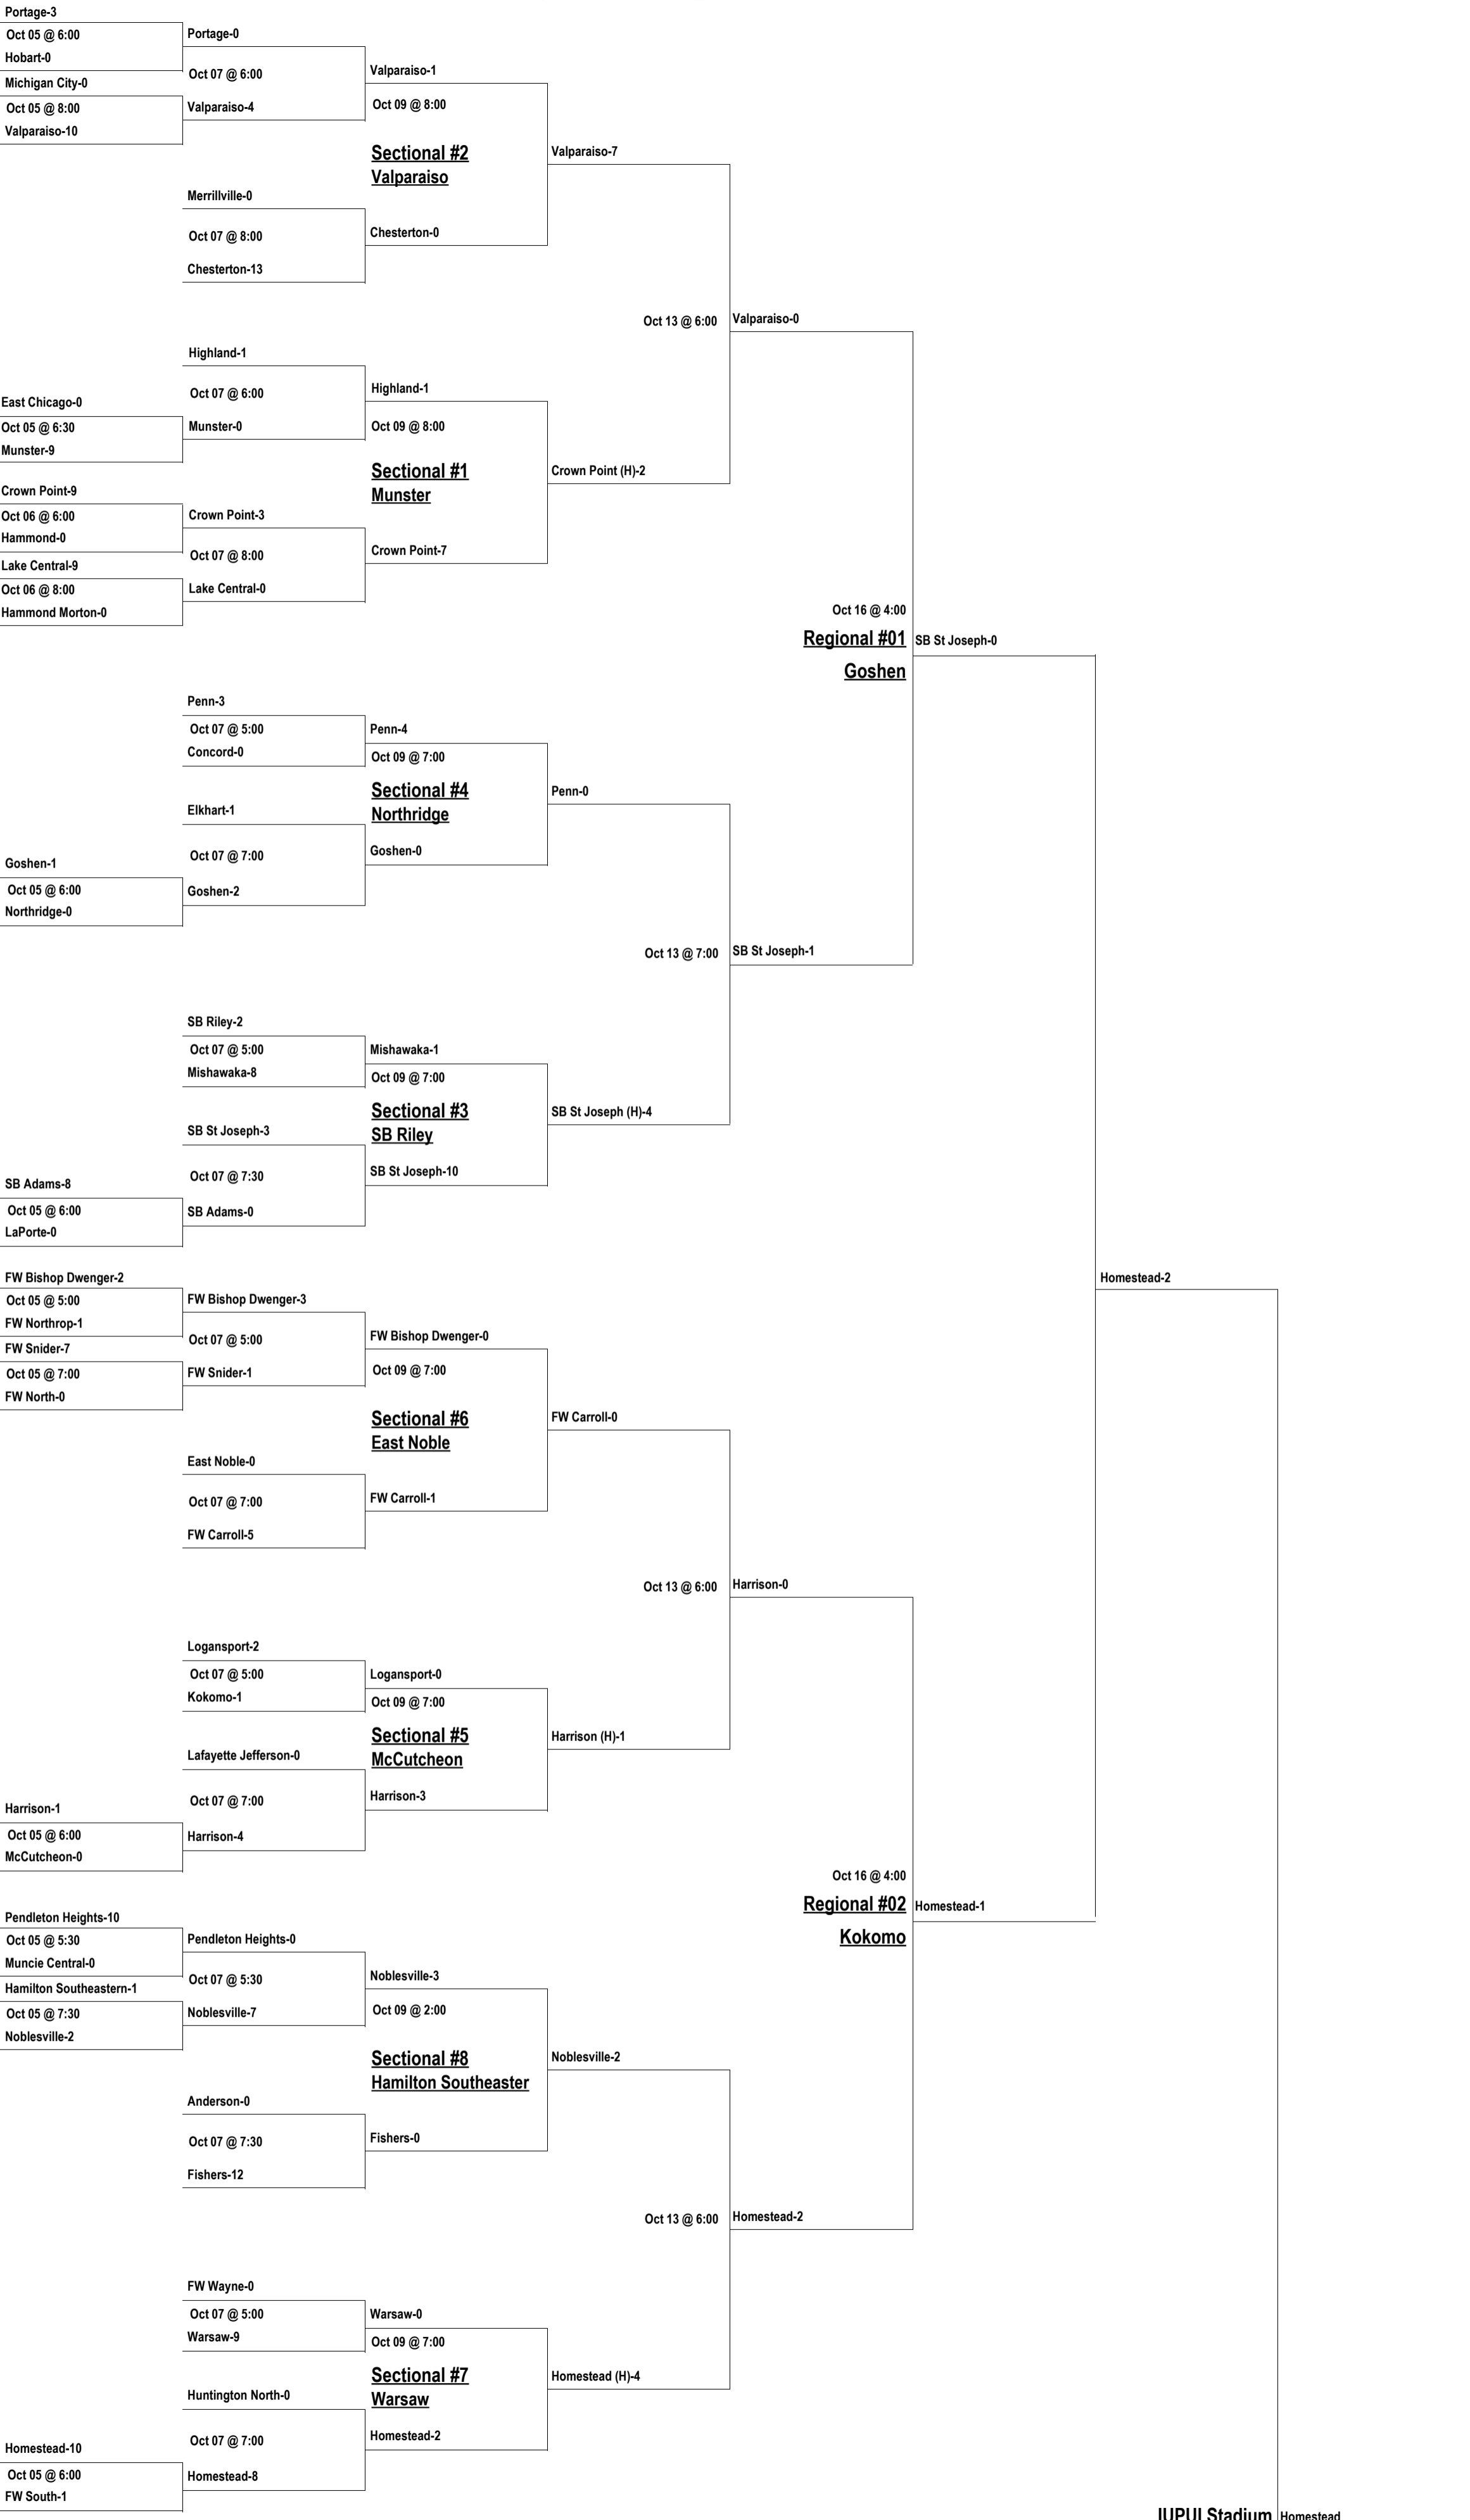 Portage-3
Oct 05 @ 6:00
Hobart-0
Michigan City-0
Oct 05 @ 8:00
Valparaiso-10
Portage-0
Oct 07 @ 6:00
Valparaiso-4
Merrillville-0
Oct 07 @ 8:00
Chesterton-13
Valparaiso-1
Oct 09 @ 8:00
Sectional #2
Valparaiso
Chesterton-0
Valparaiso-7
East Chicago-0
Oct 05 @ 6:30
Munster-9
Crown Point-9
Oct 06 @ 6:00
Hammond-0
Lake Central-9
Oct 06 @ 8:00
Hammond Morton-0
Highland-1
Oct 07 @ 6:00
Munster-0
Crown Point-3
Oct 07 @ 8:00
Lake Central-0
Highland-1
Oct 09 @ 8:00
Sectional #1
Munster
Crown Point-7
Crown Point (H)-2
Oct 13 @ 6:00
Valparaiso-0
Goshen-1
Oct 05 @ 6:00
Northridge-0
Penn-3
Oct 07 @ 5:00
Concord-0
Elkhart-1
Oct 07 @ 7:00
Goshen-2
Penn-4
Oct 09 @ 7:00
Sectional #4
Northridge
Goshen-0
Penn-0
SB Adams-8
Oct 05 @ 6:00
LaPorte-0
SB Riley-2
Oct 07 @ 5:00
Mishawaka-8
SB St Joseph-3
Oct 07 @ 7:30
SB Adams-0
Mishawaka-1
Oct 09 @ 7:00
Sectional #3
SB Riley
SB St Joseph-10
SB St Joseph (H)-4
Oct 13 @ 7:00
SB St Joseph-1
Oct 16 @ 4:00
Regional #01
Goshen
SB St Joseph-0
FW Bishop Dwenger-2
Oct 05 @ 5:00
FW Northrop-1
FW Snider-7
Oct 05 @ 7:00
FW North-0
FW Bishop Dwenger-3
Oct 07 @ 5:00
FW Snider-1
East Noble-0
Oct 07 @ 7:00
FW Carroll-5
FW Bishop Dwenger-0
Oct 09 @ 7:00
Sectional #6
East Noble
FW Carroll-1
FW Carroll-0
Harrison-1
Oct 05 @ 6:00
McCutcheon-0
Logansport-2
Oct 07 @ 5:00
Kokomo-1
Lafayette Jefferson-0
Oct 07 @ 7:00
Harrison-4
Logansport-0
Oct 09 @ 7:00
Sectional #5
McCutcheon
Harrison-3
Harrison (H)-1
Oct 13 @ 6:00
Harrison-0
Pendleton Heights-10
Oct 05 @ 5:30
Muncie Central-0
Hamilton Southeastern-1
Oct 05 @ 7:30
Noblesville-2
Pendleton Heights-0
Oct 07 @ 5:30
Noblesville-7
Anderson-0
Oct 07 @ 7:30
Fishers-12
Noblesville-3
Oct 09 @ 2:00
Sectional #8
Hamilton Southeaster
Fishers-0
Noblesville-2
Homestead-10
Oct 05 @ 6:00
FW South-1
FW Wayne-0
Oct 07 @ 5:00
Warsaw-9
Huntington North-0
Oct 07 @ 7:00
Homestead-8
Warsaw-0
Oct 09 @ 7:00
Sectional #7
Warsaw
Homestead-2
Homestead (H)-4
Oct 13 @ 6:00
Homestead-2
Oct 16 @ 4:00
Regional #02
Kokomo
Homestead-1
Homestead-2
IUPUI Stadium
Homestead